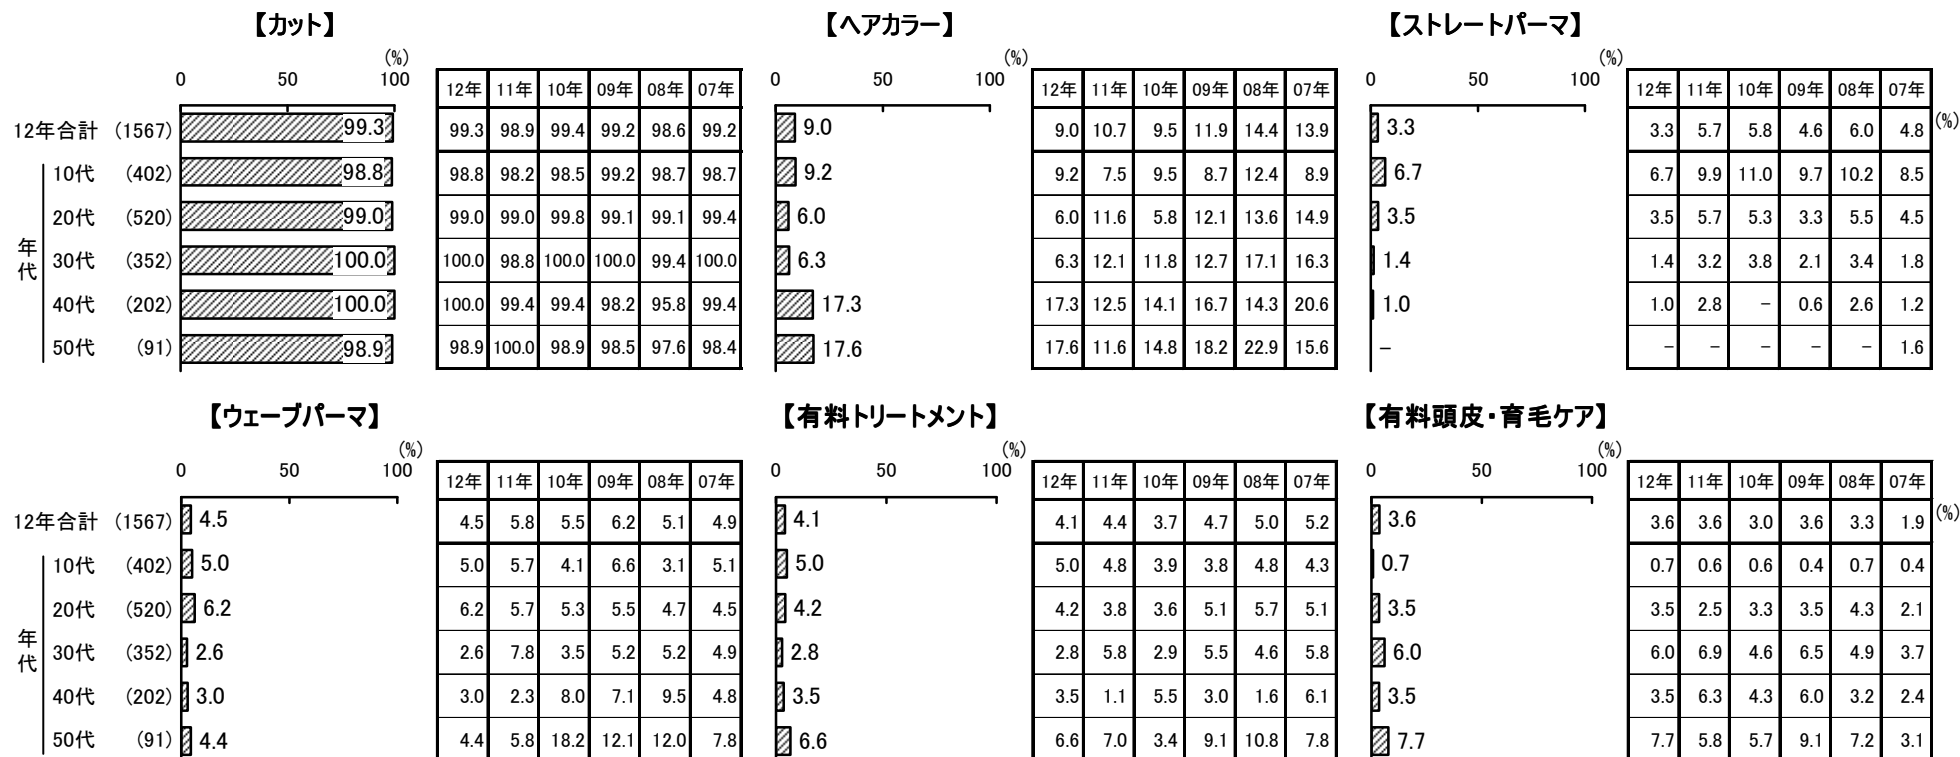 【カット】 【ヘアカラー】 【ストレートパーマ】
(%) (%) (%)
0 50 100 12年 11年 10年 09年 08年 07年 0 50 100 12年 11年 10年 09年 08年 07年 0 50 100 12年 11年 10年 09年 08年 07年
12年合計 (1567) 99.3 99.3 98.9 99.4 99.2 98.6 99.2 9.0 9.0 10.7 9.5 11.9 14.4 13.9 3.3 3.3 5.7 5.8 4.6 6.0 4.8 (%)
10代 (402) 98.8 98.8 98.2 98.5 99.2 98.7 98.7 9.2 9.2 7.5 9.5 8.7 12.4 8.9 6.7 6.7 9.9 11.0 9.7 10.2 8.5
20代 (520) 99.0 99.0 99.0 99.8 99.1 99.1 99.4 6.0 6.0 11.6 5.8 12.1 13.6 14.9 3.5 3.5 5.7 5.3 3.3 5.5 4.5
年代 30代 (352) 100.0 100.0 98.8 100.0 100.0 99.4 100.0 6.3 6.3 12.1 11.8 12.7 17.1 16.3 1.4 1.4 3.2 3.8 2.1 3.4 1.8
40代 (202) 100.0 100.0 99.4 99.4 98.2 95.8 99.4 17.3 17.3 12.5 14.1 16.7 14.3 20.6 1.0 1.0 2.8 – 0.6 2.6 1.2
50代 (91) 98.9 98.9 100.0 98.9 98.5 97.6 98.4 17.6 17.6 11.6 14.8 18.2 22.9 15.6 – – – – – – 1.6
【ウェーブパーマ】 【有料トリートメント】 【有料頭皮・育毛ケア】
(%) (%) (%)
0 50 100 12年 11年 10年 09年 08年 07年 0 50 100 12年 11年 10年 09年 08年 07年 0 50 100 12年 11年 10年 09年 08年 07年
12年合計 (1567) 4.5 4.5 5.8 5.5 6.2 5.1 4.9 4.1 4.1 4.4 3.7 4.7 5.0 5.2 3.6 3.6 3.6 3.0 3.6 3.3 1.9 (%)
10代 (402) 5.0 5.0 5.7 4.1 6.6 3.1 5.1 5.0 5.0 4.8 3.9 3.8 4.8 4.3 0.7 0.7 0.6 0.6 0.4 0.7 0.4
20代 (520) 6.2 6.2 5.7 5.3 5.5 4.7 4.5 4.2 4.2 3.8 3.6 5.1 5.7 5.1 3.5 3.5 2.5 3.3 3.5 4.3 2.1
年代 30代 (352) 2.6 2.6 7.8 3.5 5.2 5.2 4.9 2.8 2.8 5.8 2.9 5.5 4.6 5.8 6.0 6.0 6.9 4.6 6.5 4.9 3.7
40代 (202) 3.0 3.0 2.3 8.0 7.1 9.5 4.8 3.5 3.5 1.1 5.5 3.0 1.6 6.1 3.5 3.5 6.3 4.3 6.0 3.2 2.4
50代 (91) 4.4 4.4 5.8 18.2 12.1 12.0 7.8 6.6 6.6 7.0 3.4 9.1 10.8 7.8 7.7 7.7 5.8 5.7 9.1 7.2 3.1